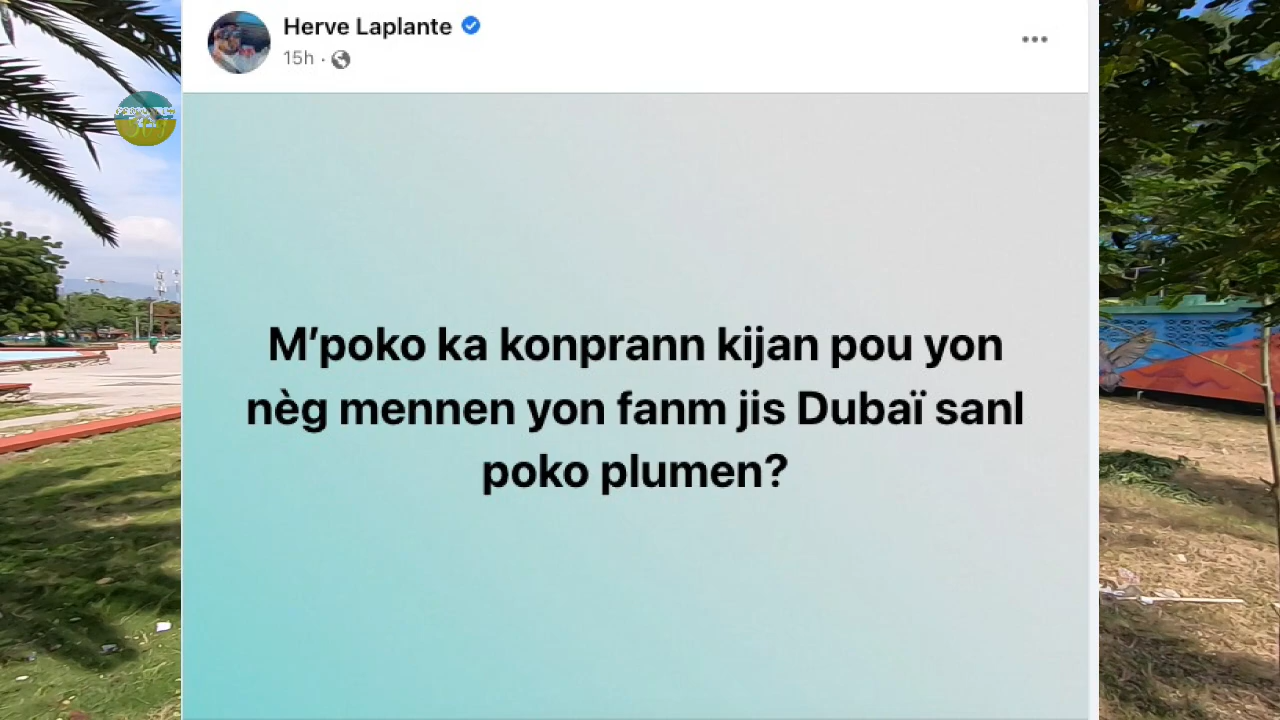 Herve Laplante
15h ·
M'poko ka konprann kijan pou yon
nèg mennen yon fanm jis Dubaï sanl
poko plumen?